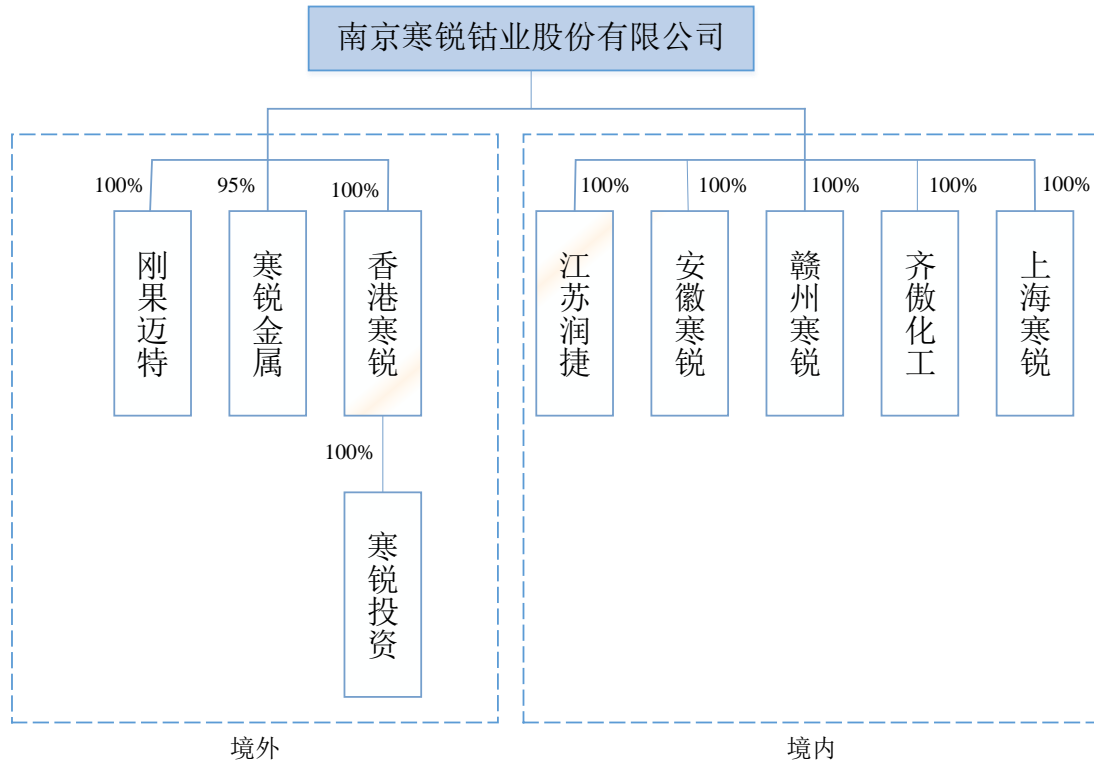 南京寒锐钴业股份有限公司
100%
95%
100%
100%
100%
100%
100%
100%
刚果迈特
寒锐金属
香港寒锐
江苏润捷
安徽寒锐
赣州寒锐
齐傲化工
上海寒锐
100%
寒锐投资
境外
境内